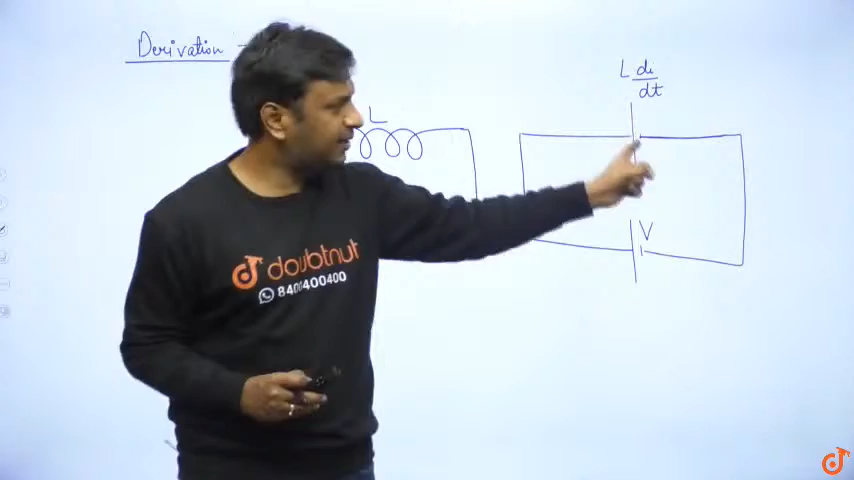 Derivation -
L di
dt
L
V
doubtnut
8400400400